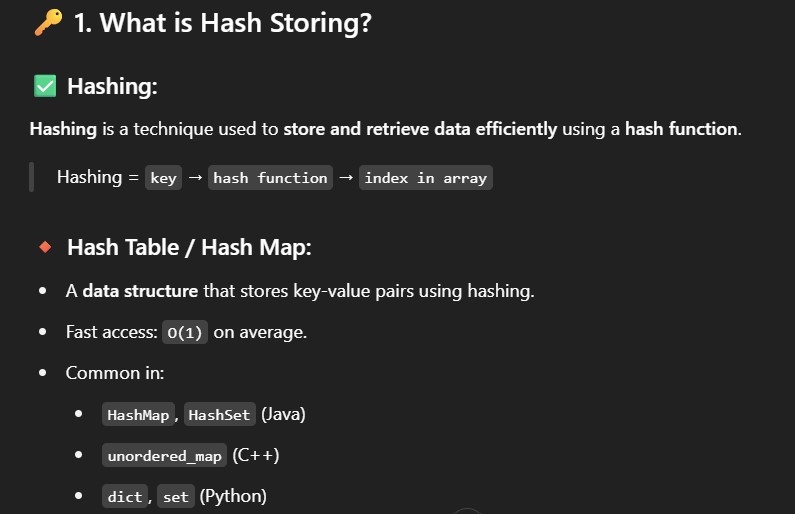 🔑 1. What is Hash Storing?
✅ Hashing:
Hashing is a technique used to store and retrieve data efficiently using a hash function.
Hashing = key → hash function → index in array
🔸 Hash Table / Hash Map:
• A data structure that stores key-value pairs using hashing.
• Fast access: O(1) on average.
• Common in:
• HashMap, HashSet (Java)
• unordered_map (C++)
• dict, set (Python)